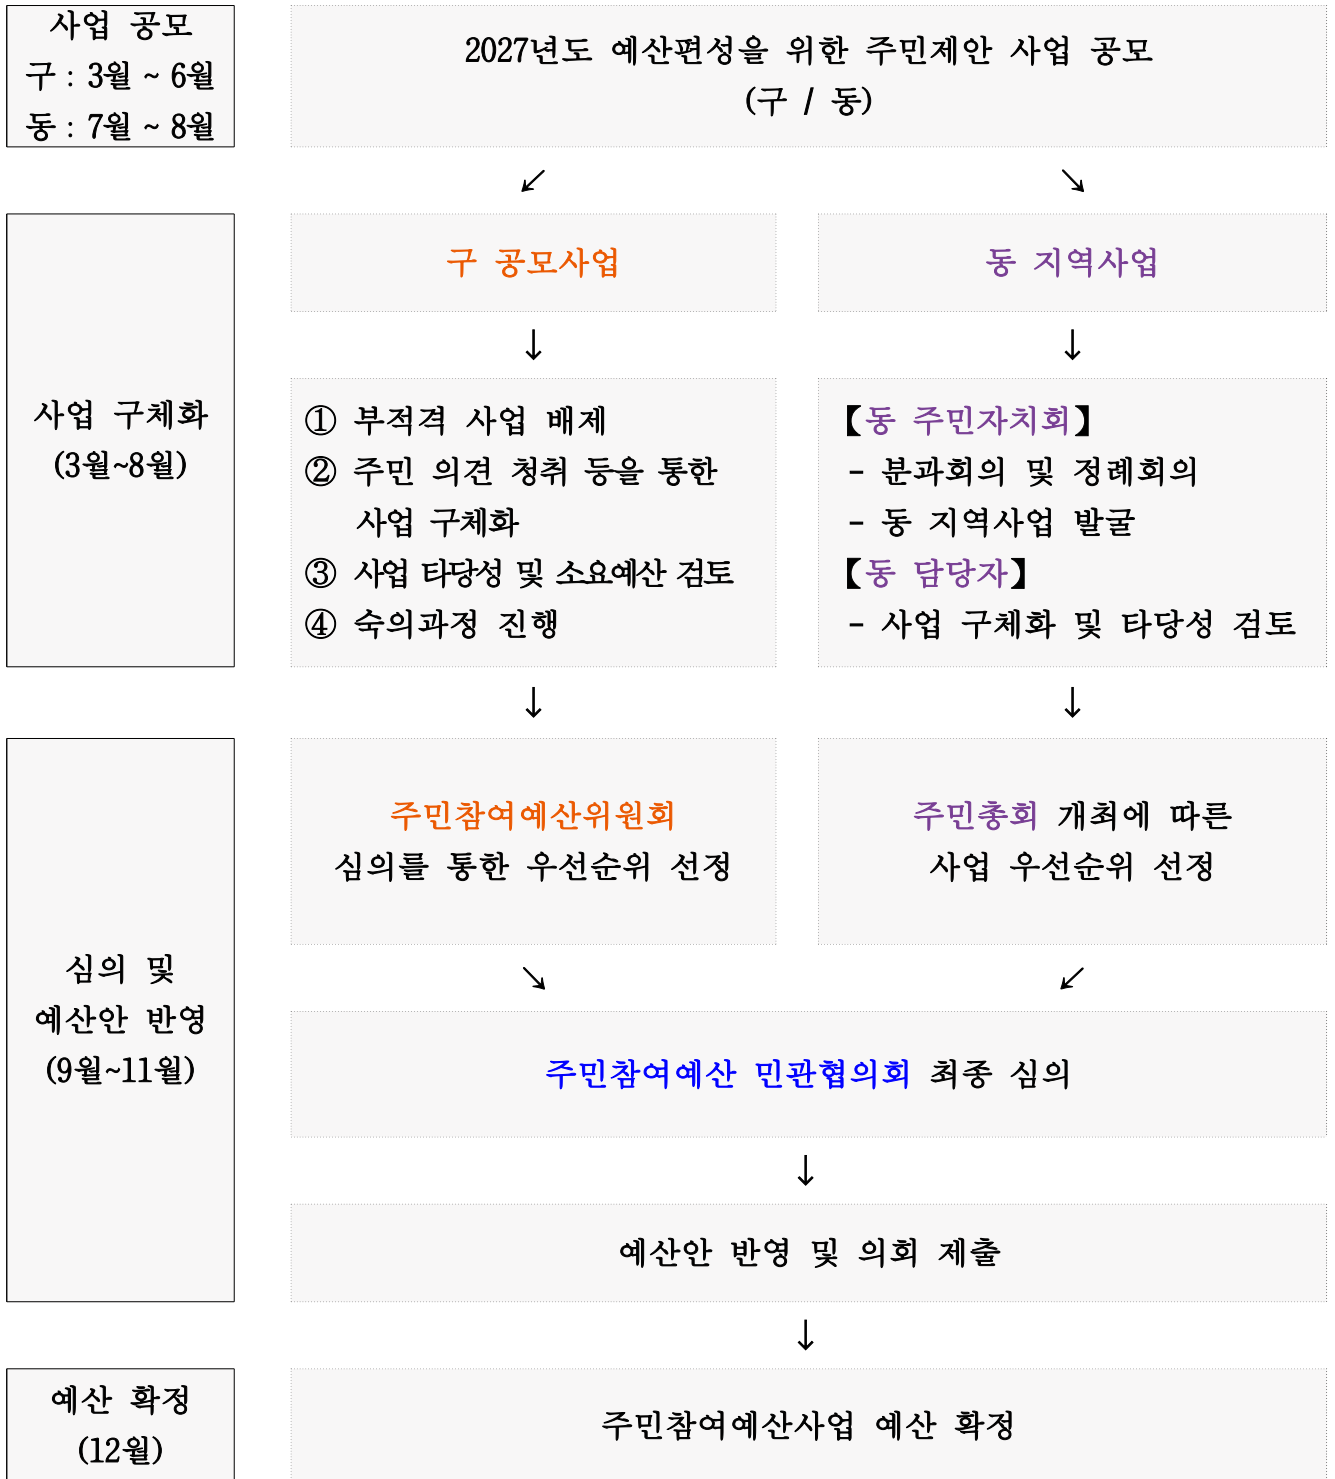 사업 공모
구 : 3월 ~ 6월
동 : 7월 ~ 8월
2027년도 예산편성을 위한 주민제안 사업 공모
(구 / 동)
↙ ↘
구 공모사업
동 지역사업
↓ ↓
사업 구체화
(3월~8월)
① 부적격 사업 배제
② 주민 의견 청취 등을 통한
사업 구체화
③ 사업 타당성 및 소요예산 검토
④ 숙의과정 진행
【동 주민자치회】
- 분과회의 및 정례회의
- 동 지역사업 발굴
【동 담당자】
- 사업 구체화 및 타당성 검토
↓ ↓
심의 및
예산안 반영
(9월~11월)
주민참여예산위원회
심의를 통한 우선순위 선정
주민총회 개최에 따른
사업 우선순위 선정
↘ ↙
주민참여예산 민관협의회 최종 심의
↓
예산안 반영 및 의회 제출
↓
예산 확정
(12월)
주민참여예산사업 예산 확정